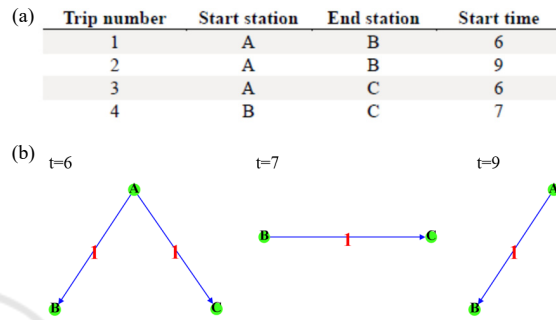 (a)
Trip number Start station End station Start time
1 A B 6
2 A B 9
3 A C 6
4 B C 7
(b)
t=6 t=7 t=9
A A
B 1 C
1 1 1
B C B